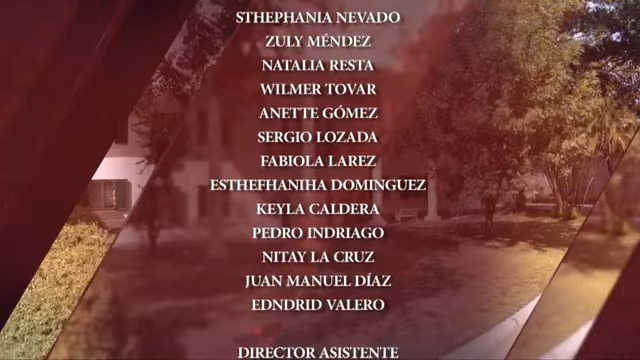 STHEPHANIA NEVADO
ZULY MÉNDEZ
NATALIA RESTA
WILMER TOVAR
ANETTE GÓMEZ
SERGIO LOZADA
FABIOLA LAREZ
ESTHEFHANIHA DOMINGUEZ
KEYLA CALDERA
PEDRO INDRIAGO
NITAY LA CRUZ
JUAN MANUEL DÍAZ
EDNDRID VALERO
DIRECTOR ASISTENTE